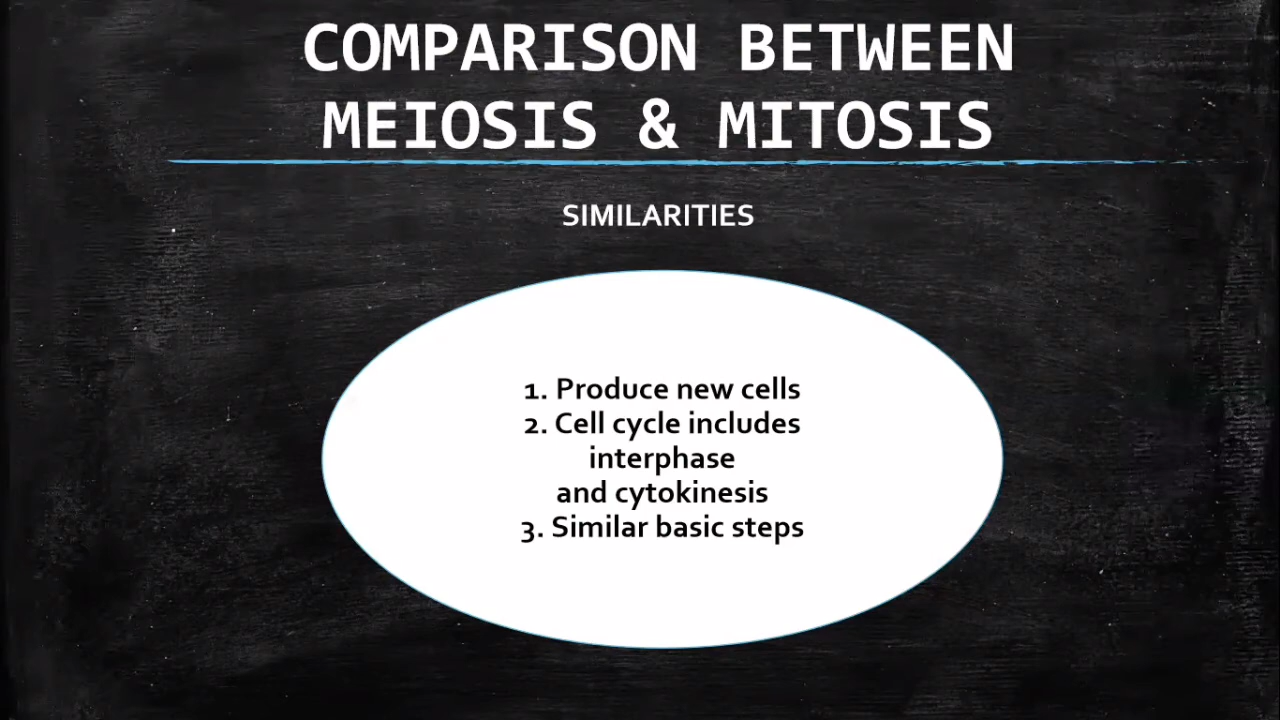 COMPARISON BETWEEN
MEIOSIS & MITOSIS
SIMILARITIES
1. Produce new cells
2. Cell cycle includes
interphase
and cytokinesis
3. Similar basic steps